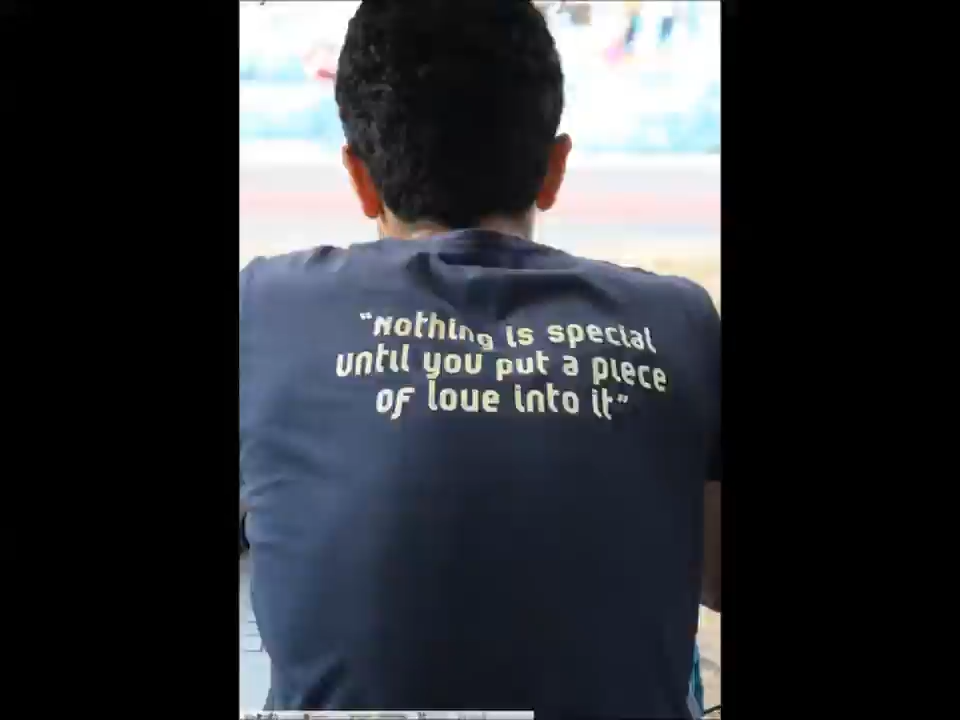 "Nothing is special
until you put a piece
of love into it"